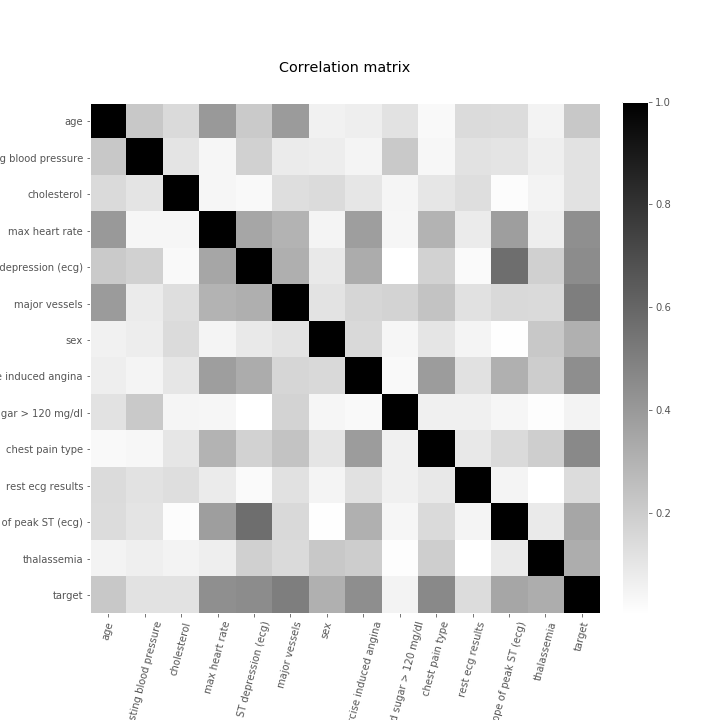 Correlation matrix
age
g blood pressure
cholesterol
max heart rate
depression (ecg)
major vessels
sex
e induced angina
gar > 120 mg/dl
chest pain type
rest ecg results
of peak ST (ecg)
thalassemia
target
1.0
0.8
0.6
0.4
0.2
age
sting blood pressure
cholesterol
max heart rate
ST depression (ecg)
major vessels
sex
rcise induced angina
d sugar > 120 mg/dl
chest pain type
rest ecg results
ope of peak ST (ecg)
thalassemia
target